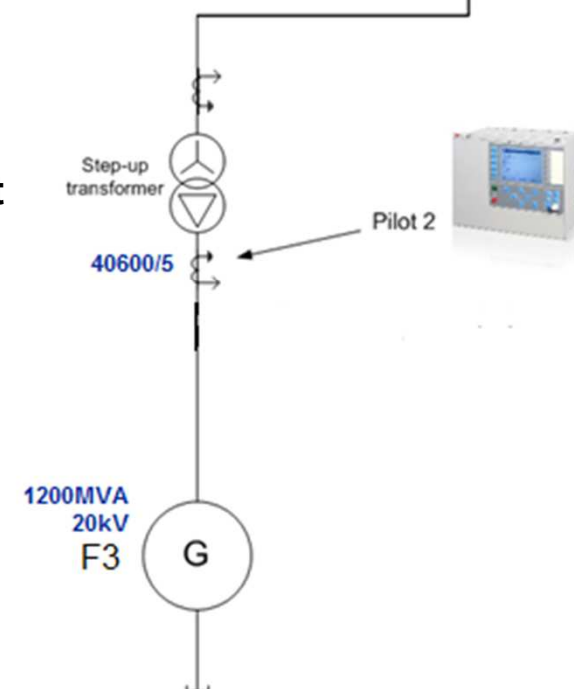 Step-up
transformer
Pilot 2
40600/5
1200MVA
20kV
F3
G